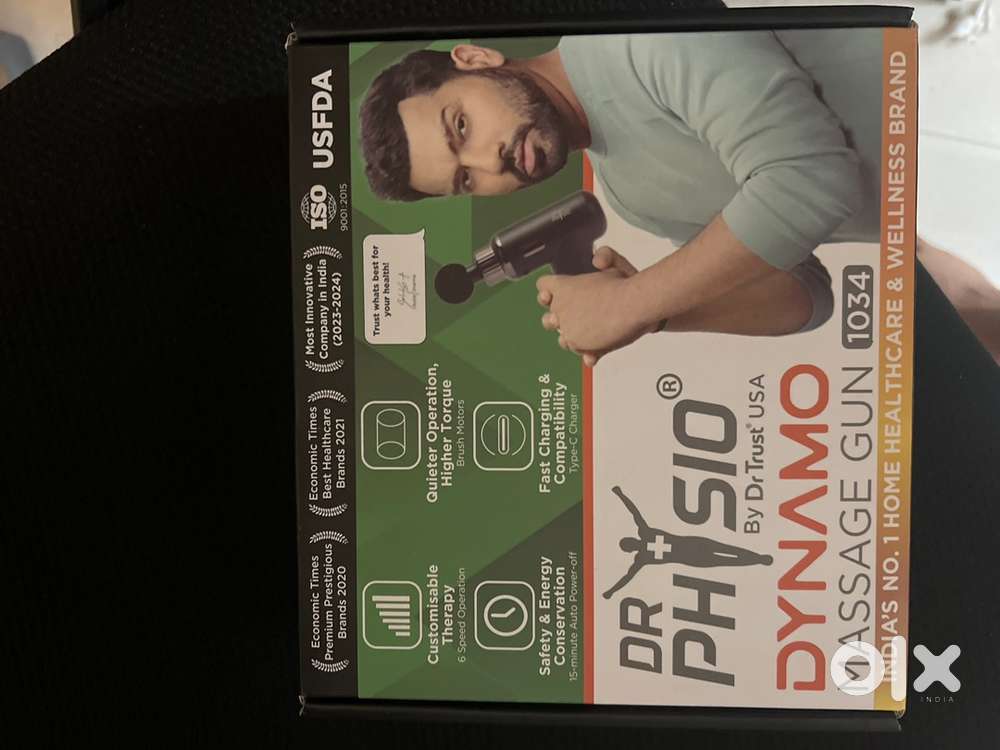 Economic Times
Premium Prestigious
Brands 2020
Economic Times
Best Healthcare
Brands 2021
Most Innovative
Company in India
(2023-2024)
ISO
9001:2015
USFDA
Customisable
Therapy
6 Speed Operation
Quieter Operation,
Higher Torque
Brush Motors
Trust whats best for
your health!
Safety & Energy
Conservation
15-minute Auto Power-off
Fast Charging &
Compatibility
Type-C Charger
DR
PHYSIO®
By Dr Trust® USA
DYNAMO
MASSAGE GUN 1034
INDIA'S NO. 1 HOME HEALTHCARE & WELLNESS BRAND
olx
INDIA